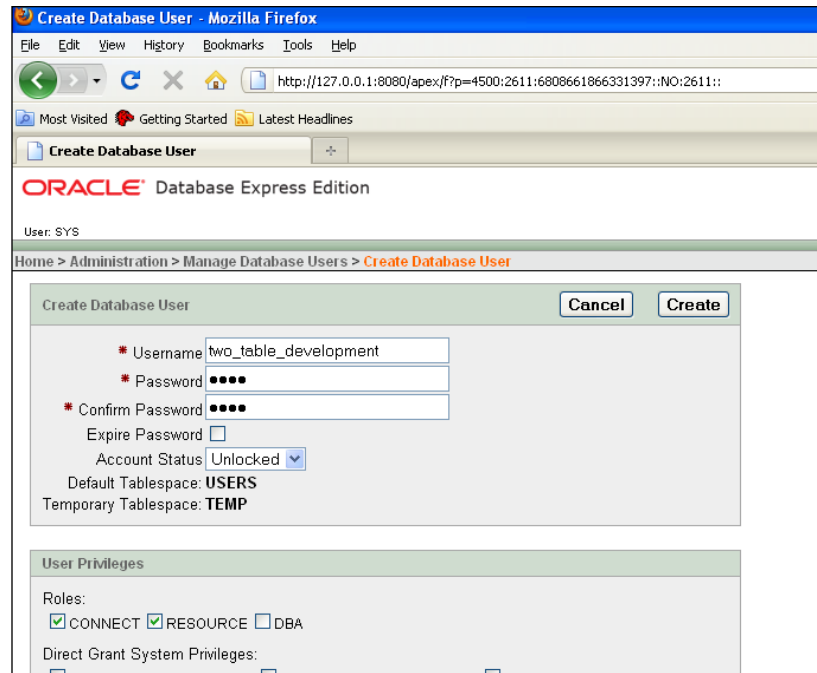 Create Database User - Mozilla Firefox
File Edit View History Bookmarks Tools Help
http://127.0.0.1:8080/apex/f?p=4500:2611:6808661866331397::NO:2611::
Most Visited Getting Started Latest Headlines
Create Database User
ORACLE® Database Express Edition
User: SYS
Home > Administration > Manage Database Users > Create Database User
Create Database User Cancel Create
* Username two_table_development
* Password ●●●●
* Confirm Password ●●●●
Expire Password
Account Status Unlocked
Default Tablespace: USERS
Temporary Tablespace: TEMP
User Privileges
Roles:
CONNECT RESOURCE DBA
Direct Grant System Privileges: